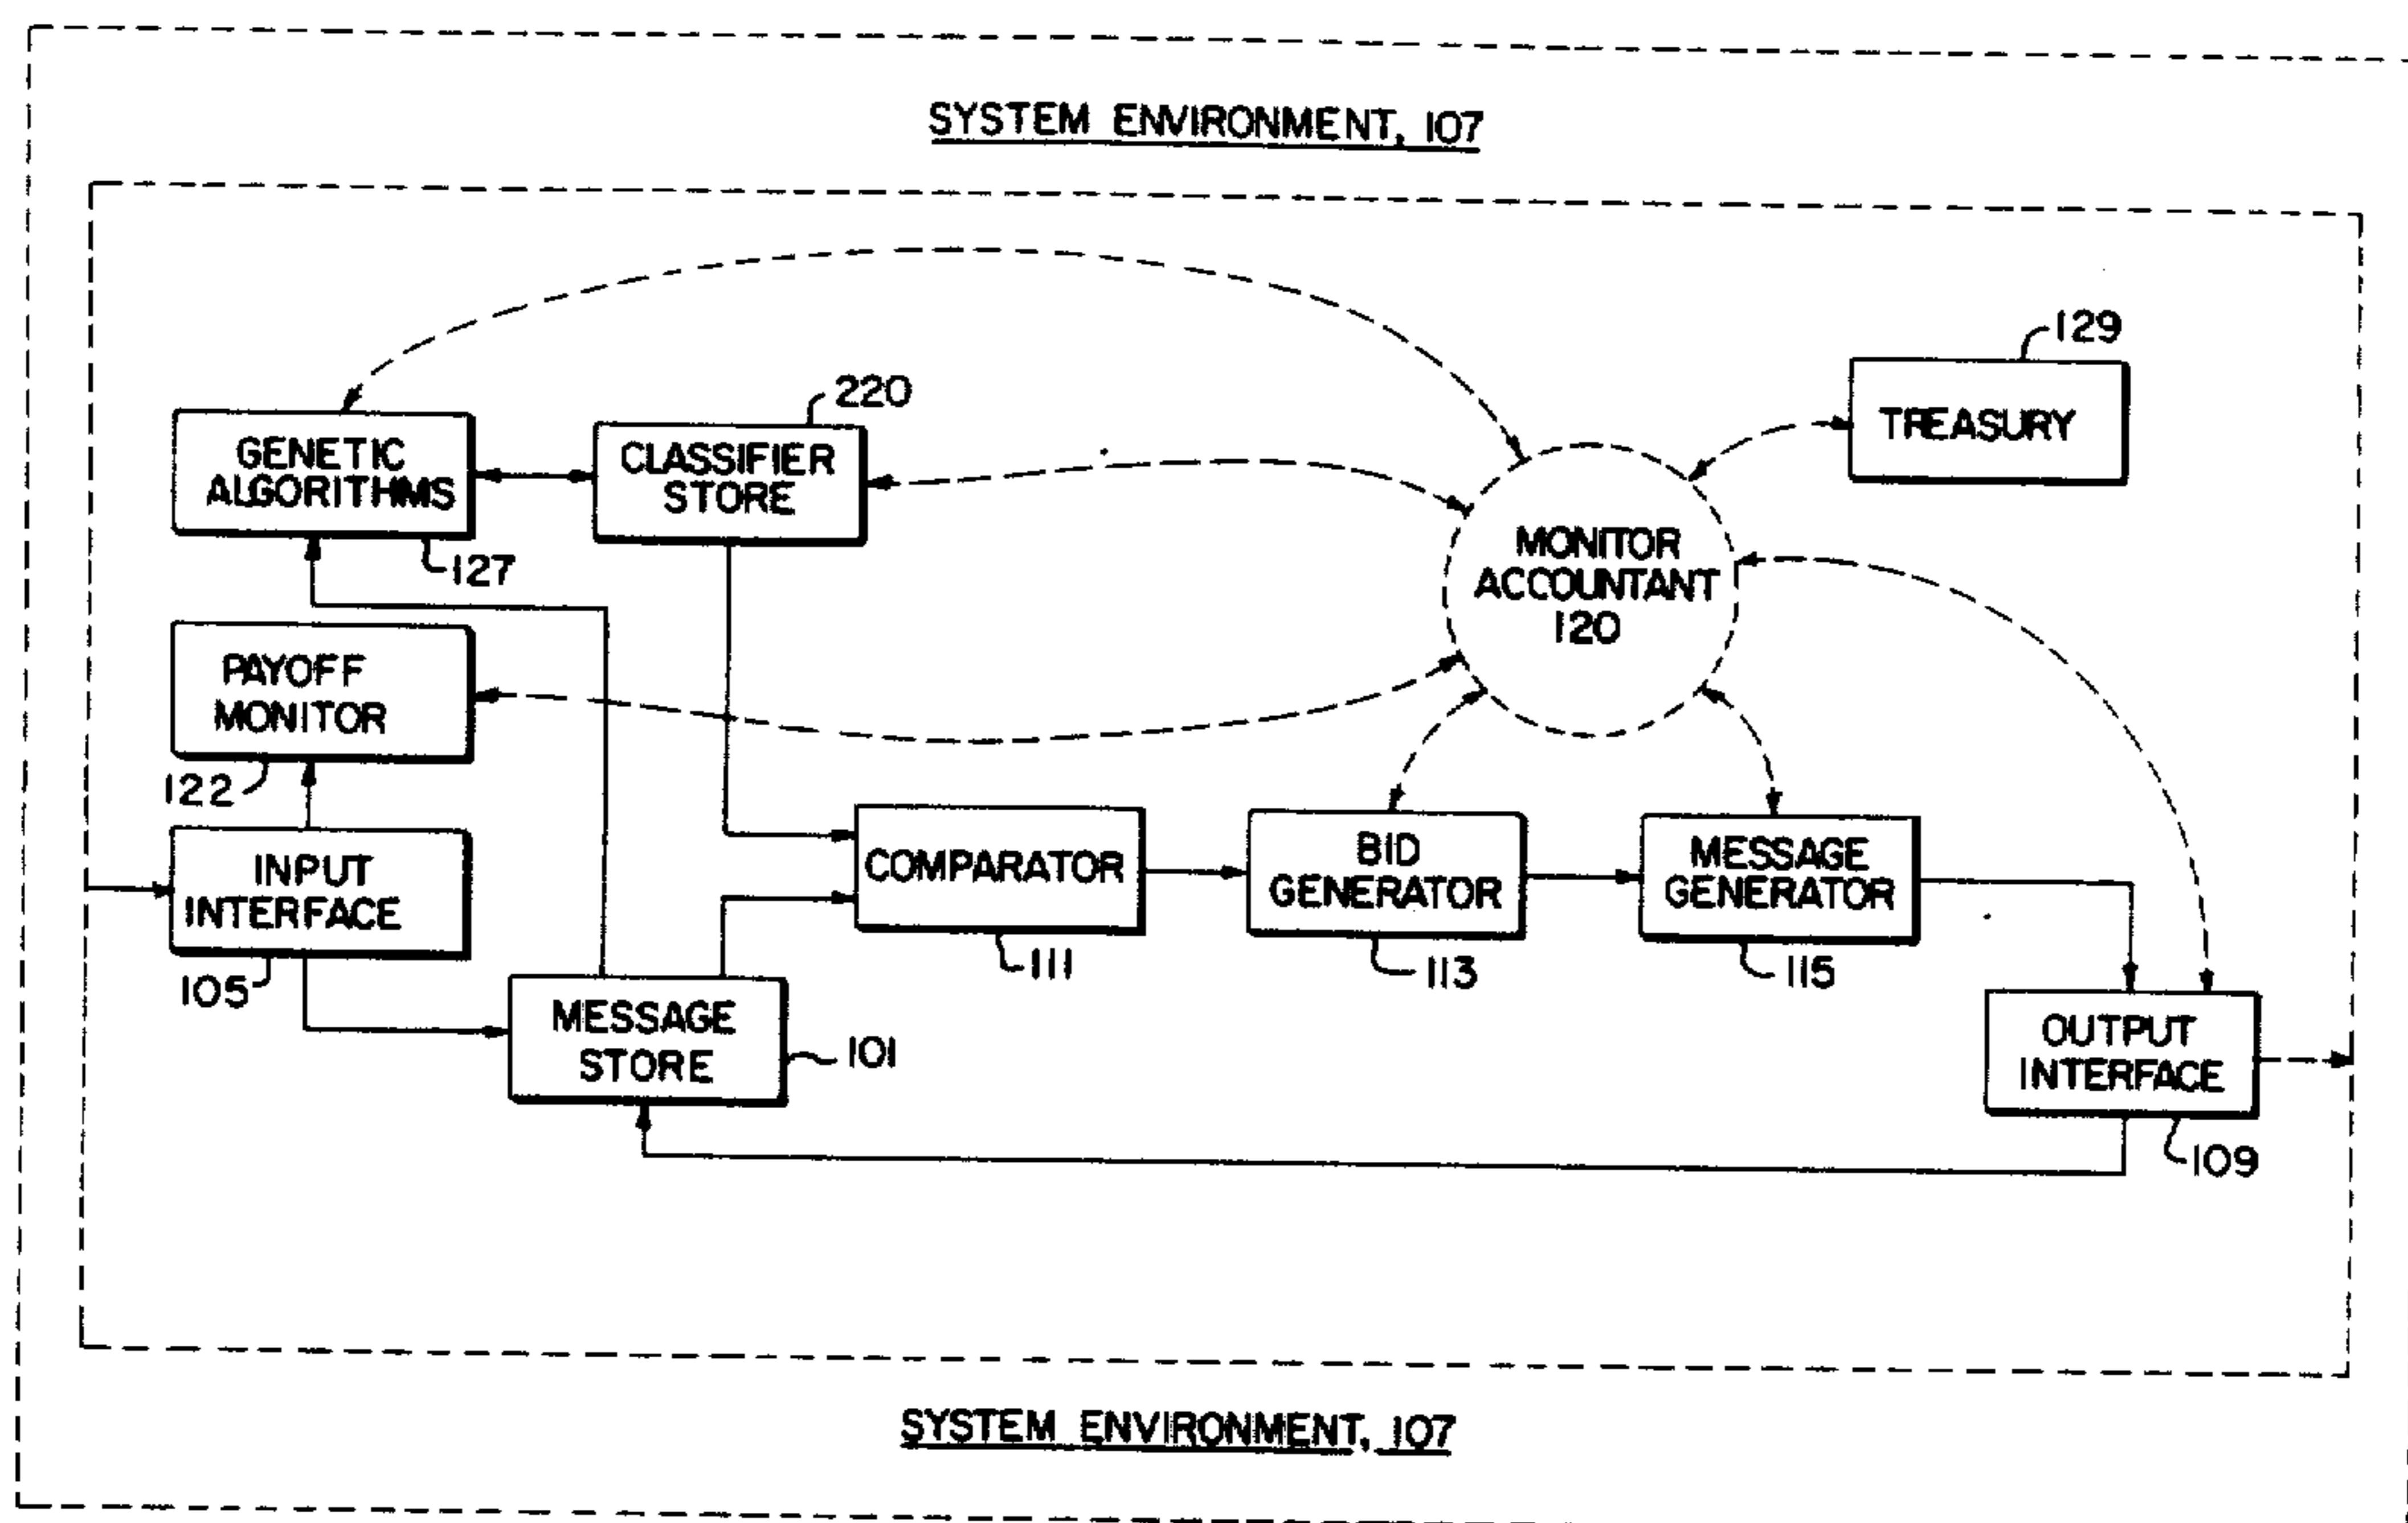 SYSTEM ENVIRONMENT, 107
129
TREASURY
220
GENETIC
ALGORITHMS
127
CLASSIFIER
STORE
MONITOR
ACCOUNTANT
120
PAYOFF
MONITOR
122
INPUT
INTERFACE
105
COMPARATOR
111
BID
GENERATOR
113
MESSAGE
GENERATOR
115
MESSAGE
STORE
101
OUTPUT
INTERFACE
109
SYSTEM ENVIRONMENT, 107